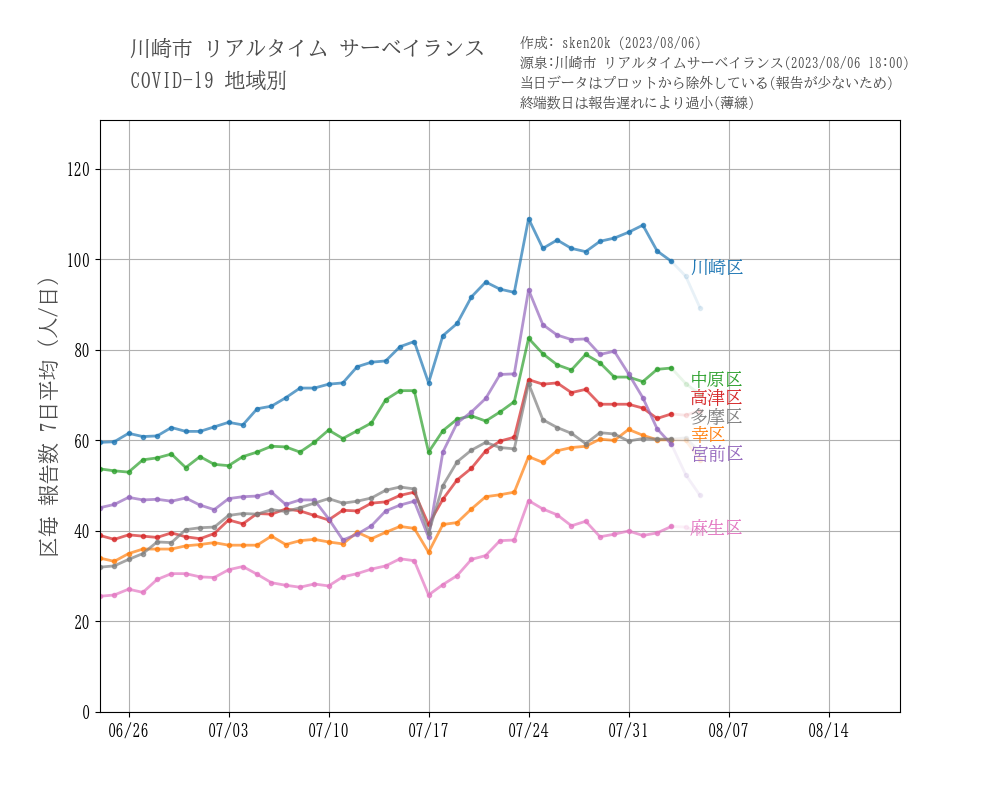 川崎市 リアルタイム サーベイランス
COVID-19 地域別
作成: sken20k (2023/08/06)
源泉:川崎市 リアルタイムサーベイランス(2023/08/06 18:00)
当日データはプロットから除外している(報告が少ないため)
終端数日は報告遅れにより過小(薄線)
区毎 報告数 7日平均 (人/日)
120
100
80
60
40
20
0
川崎区
中原区
高津区
多摩区
幸区
宮前区
麻生区
06/26
07/03
07/10
07/17
07/24
07/31
08/07
08/14